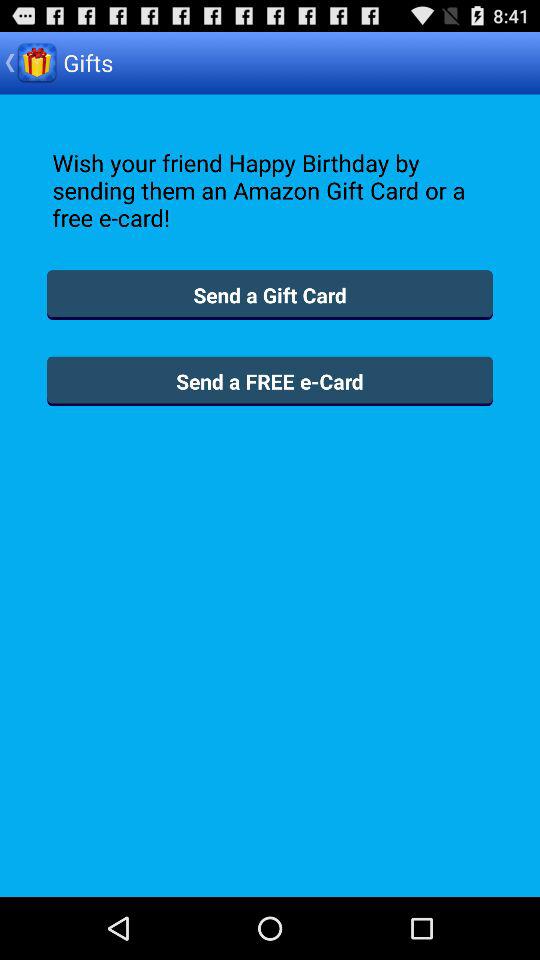 8:41
Gifts
Wish your friend Happy Birthday by
sending them an Amazon Gift Card or a
free e-card!
Send a Gift Card
Send a FREE e-Card